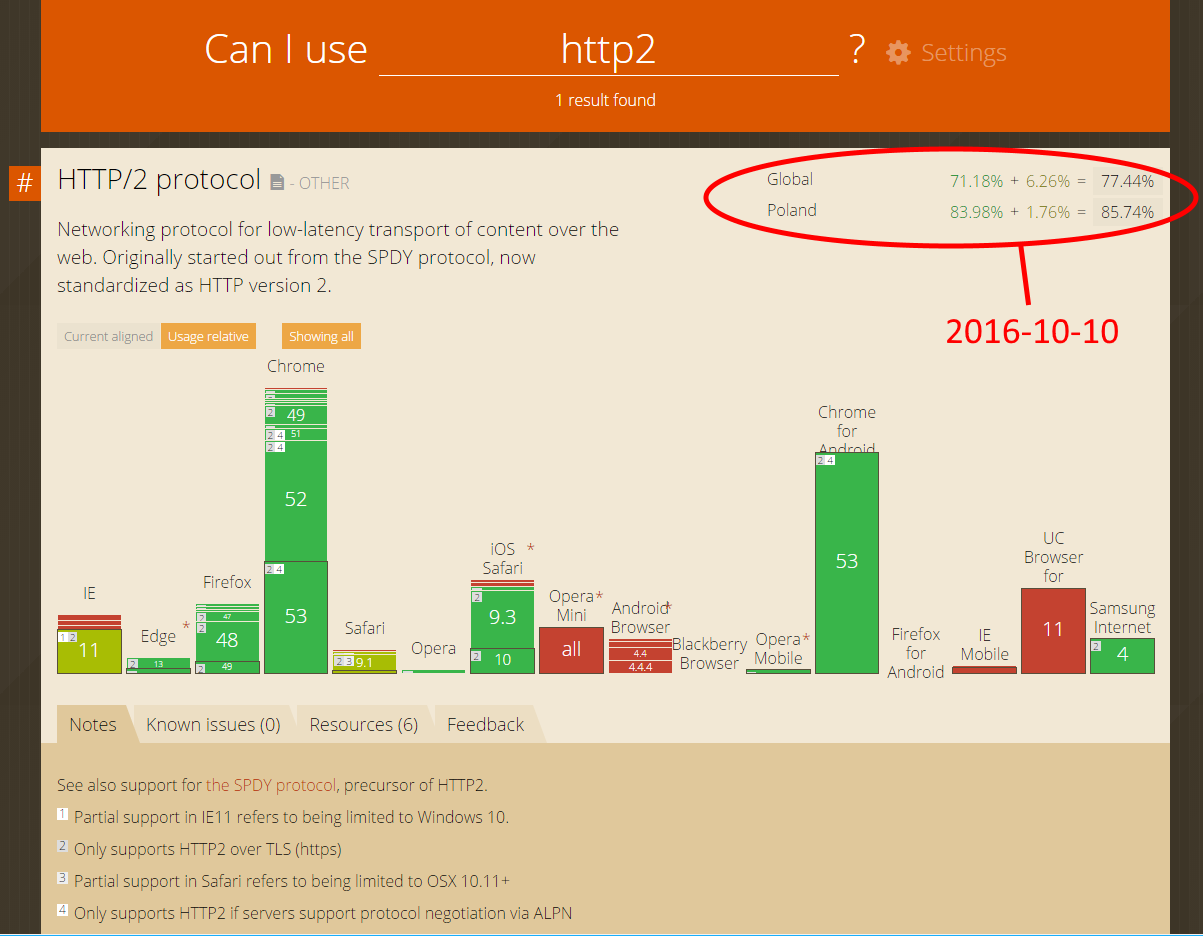 Can I use http2 ? Settings
1 result found
# HTTP/2 protocol - OTHER
Global 71.18% + 6.26% = 77.44%
Poland 83.98% + 1.76% = 85.74%
Networking protocol for low-latency transport of content over the
web. Originally started out from the SPDY protocol, now
standardized as HTTP version 2.
2016-10-10
Current aligned Usage relative Showing all
IE
1 2
11
Edge *
2
13
Firefox
2
47
2
48
2
49
Chrome
2
49
2 4
51
2 4
52
2 4
53
Safari
2 3
9.1
Opera
iOS *
Safari
2
9.3
2
10
Opera *
Mini
all
Android *
Browser
4.4
4.4.4
Blackberry
Browser
Opera *
Mobile
Chrome
for
Android
2 4
53
Firefox
for
Android
IE
Mobile
UC
Browser
for
11
Samsung
Internet
2
4
Notes Known issues (0) Resources (6) Feedback
See also support for the SPDY protocol, precursor of HTTP2.
1 Partial support in IE11 refers to being limited to Windows 10.
2 Only supports HTTP2 over TLS (https)
3 Partial support in Safari refers to being limited to OSX 10.11+
4 Only supports HTTP2 if servers support protocol negotiation via ALPN